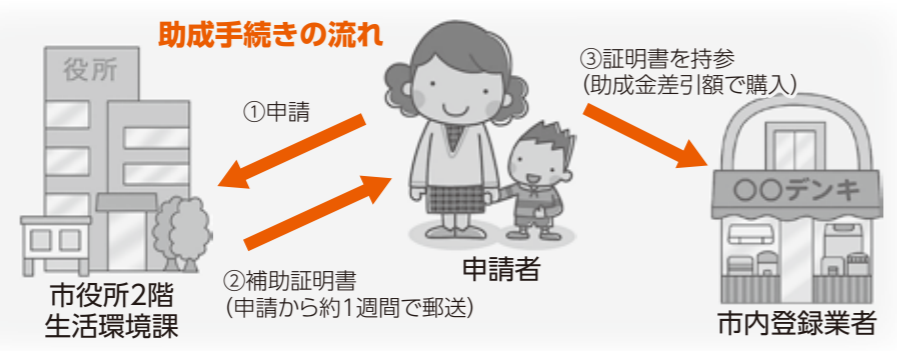 助成手続きの流れ
役所
①申請
③証明書を持参
(助成金差引額で購入)
〇〇デンキ
②補助証明書
(申請から約1週間で郵送)
申請者
市役所2階
生活環境課
市内登録業者